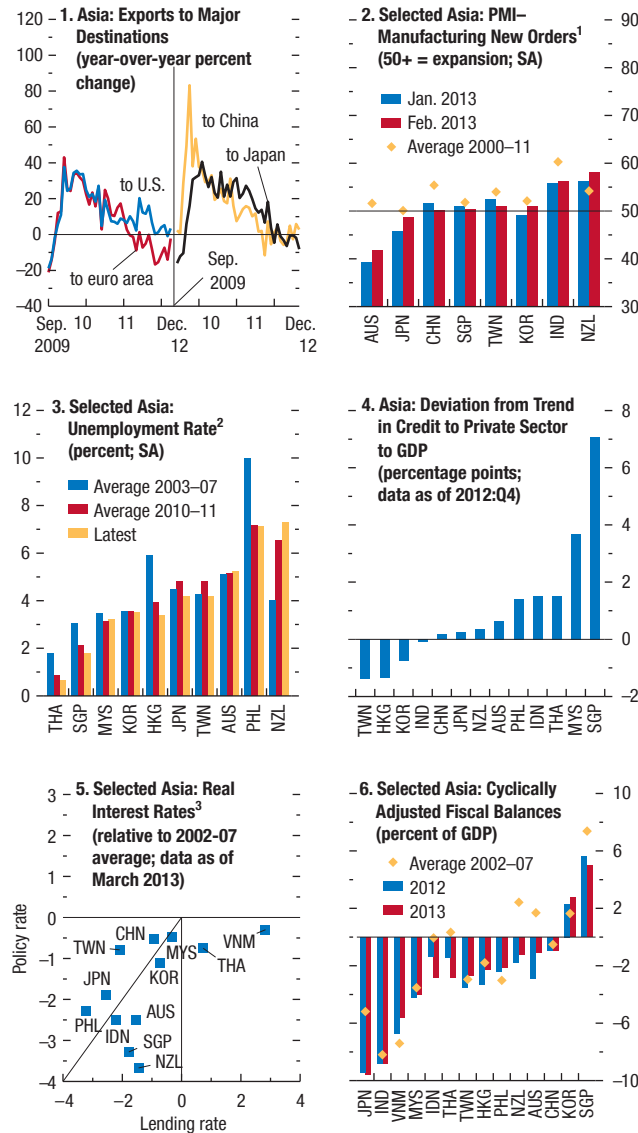 1. Asia: Exports to Major
Destinations
(year-over-year percent
change)
120
100
80
60
40
20
0
–20
–40
to China
to Japan
to U.S.
to euro area
Sep.
2009
Sep.
2009
10
11
Dec.
12
10
11
Dec.
12
2. Selected Asia: PMI–
Manufacturing New Orders1
(50+ = expansion; SA)
Jan. 2013
Feb. 2013
Average 2000–11
90
80
70
60
50
40
30
AUS
JPN
CHN
SGP
TWN
KOR
IND
NZL
3. Selected Asia:
Unemployment Rate2
(percent; SA)
Average 2003–07
Average 2010–11
Latest
12
10
8
6
4
2
0
THA
SGP
MYS
KOR
HKG
JPN
TWN
AUS
PHL
NZL
4. Asia: Deviation from Trend
in Credit to Private Sector
to GDP
(percentage points;
data as of 2012:Q4)
8
6
4
2
0
–2
TWN
HKG
KOR
IND
CHN
JPN
NZL
AUS
PHL
IDN
THA
MYS
SGP
5. Selected Asia: Real
Interest Rates3
(relative to 2002-07
average; data as of
March 2013)
Policy rate
3
2
1
0
–1
–2
–3
–4
CHN
VNM
TWN
MYS
THA
KOR
JPN
PHL
AUS
IDN
SGP
NZL
–4
–2
0
2
4
Lending rate
6. Selected Asia: Cyclically
Adjusted Fiscal Balances
(percent of GDP)
Average 2002–07
2012
2013
10
6
2
–2
–6
–10
JPN
IND
VNM
MYS
IDN
THA
TWN
HKG
PHL
NZL
AUS
CHN
KOR
SGP